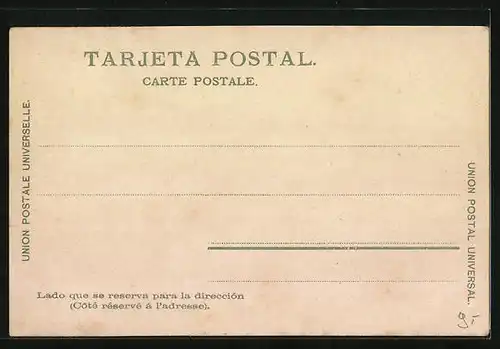 TARJETA POSTAL.
CARTE POSTALE.
UNION POSTALE UNIVERSELLE.
UNION POSTAL UNIVERSAL.
Lado que se reserva para la dirección
(Côté réservé á l'adresse).